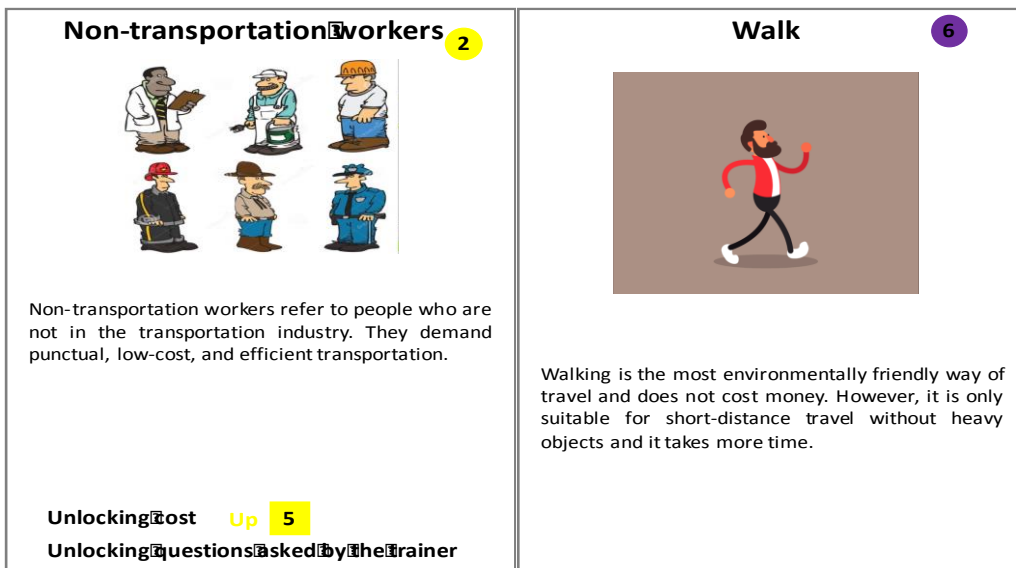 Non-transportation workers
2
Non-transportation workers refer to people who are
not in the transportation industry. They demand
punctual, low-cost, and efficient transportation.
Unlocking cost Up 5
Unlocking questions asked by the trainer
Walk
6
Walking is the most environmentally friendly way of
travel and does not cost money. However, it is only
suitable for short-distance travel without heavy
objects and it takes more time.